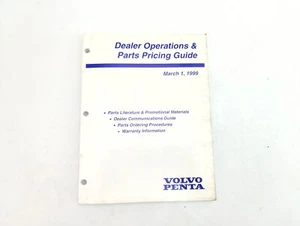 Dealer Operations &
Parts Pricing Guide
March 1, 1999
• Parts Literature & Promotional Materials
• Dealer Communications Guide
• Parts Ordering Procedures
• Warranty Information
VOLVO
PENTA